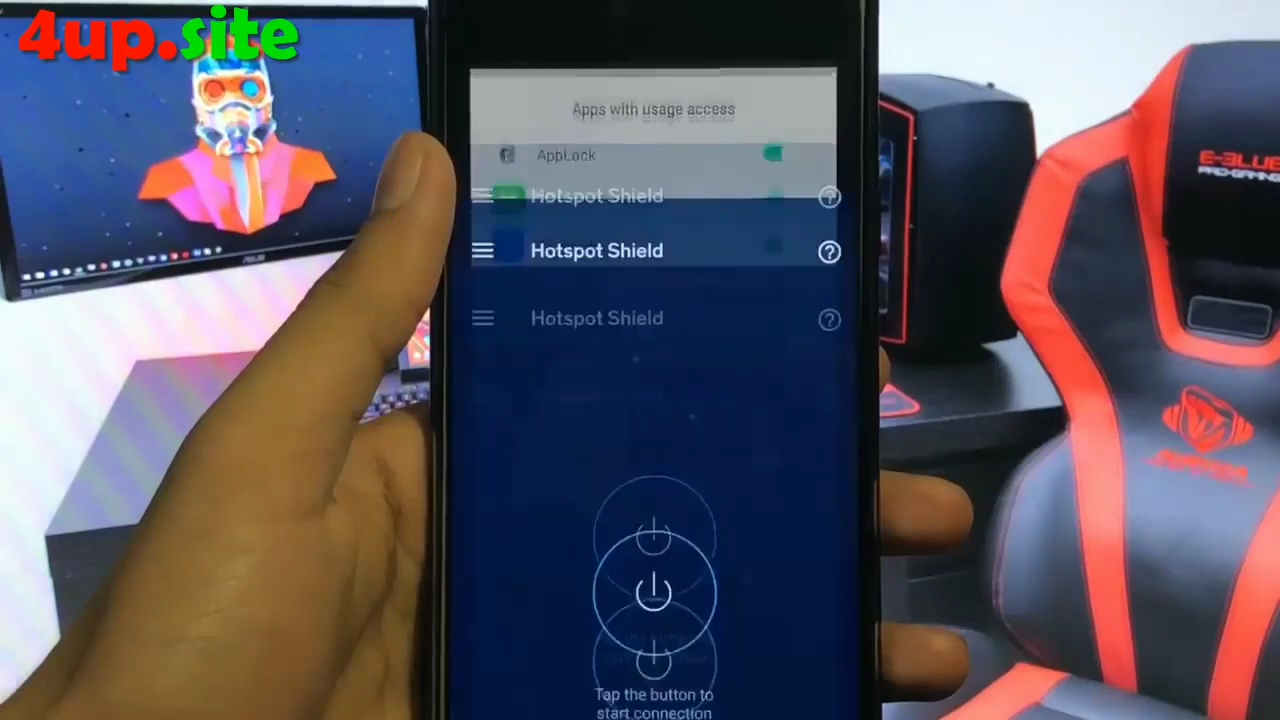 4up.site
Apps with usage access
AppLock
Hotspot Shield
Hotspot Shield
Hotspot Shield
Tap the button to
start connection
ASUS
E-BLUE
PRO-GAMING